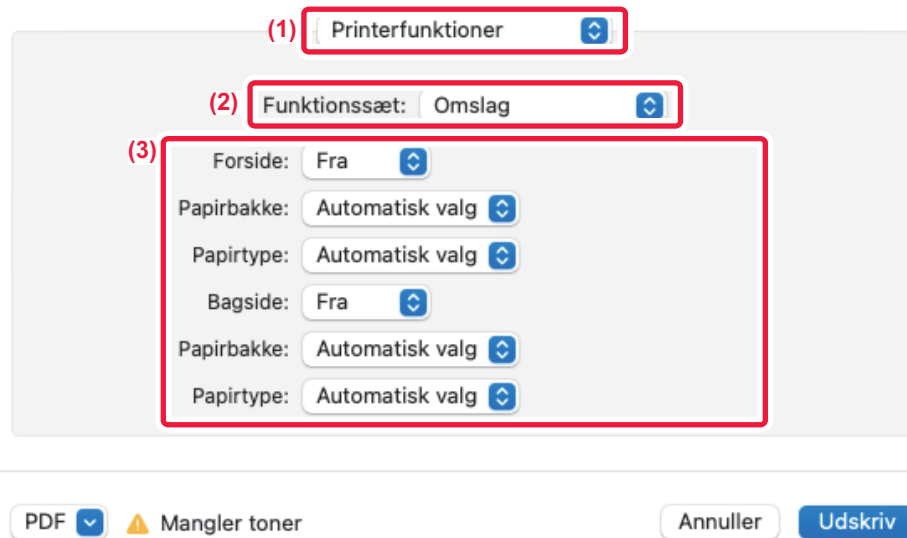 (1) Printerfunktioner
(2) Funktionssæt: Omslag
(3)
Forside: Fra
Papirbakke: Automatisk valg
Papirtype: Automatisk valg
Bagside: Fra
Papirbakke: Automatisk valg
Papirtype: Automatisk valg
PDF Mangler toner Annuller Udskriv